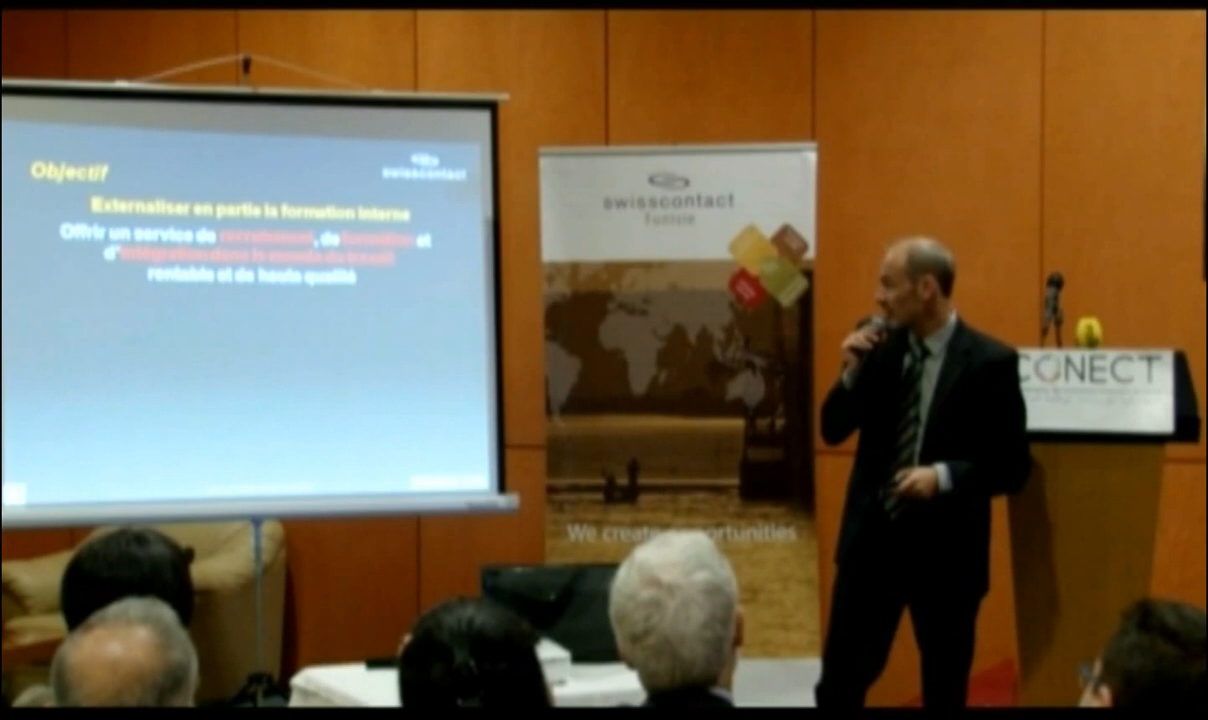 Objectif
swisscontact
Externaliser en partie la formation interne
Offrir un service de recrutement, de formation et
d'intégration dans le monde du travail
rentable et de haute qualité
swisscontact
Tunisie
We create opportunities
CONECT